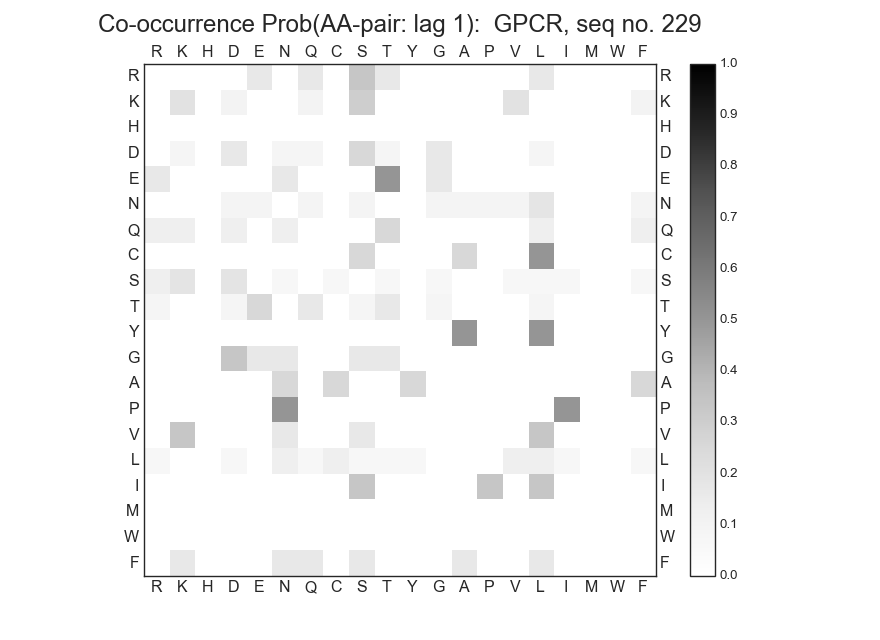 Co-occurrence Prob(AA-pair: lag 1):  GPCR, seq no. 229
R K H D E N Q C S T Y G A P V L I M W F
R R 1.0
K K 0.9
H H
D D 0.8
E E
N N 0.7
Q Q
C C 0.6
S S
T T 0.5
Y Y
G G 0.4
A A
P P 0.3
V V
L L 0.2
I I
M M 0.1
W W
F F 0.0
R K H D E N Q C S T Y G A P V L I M W F